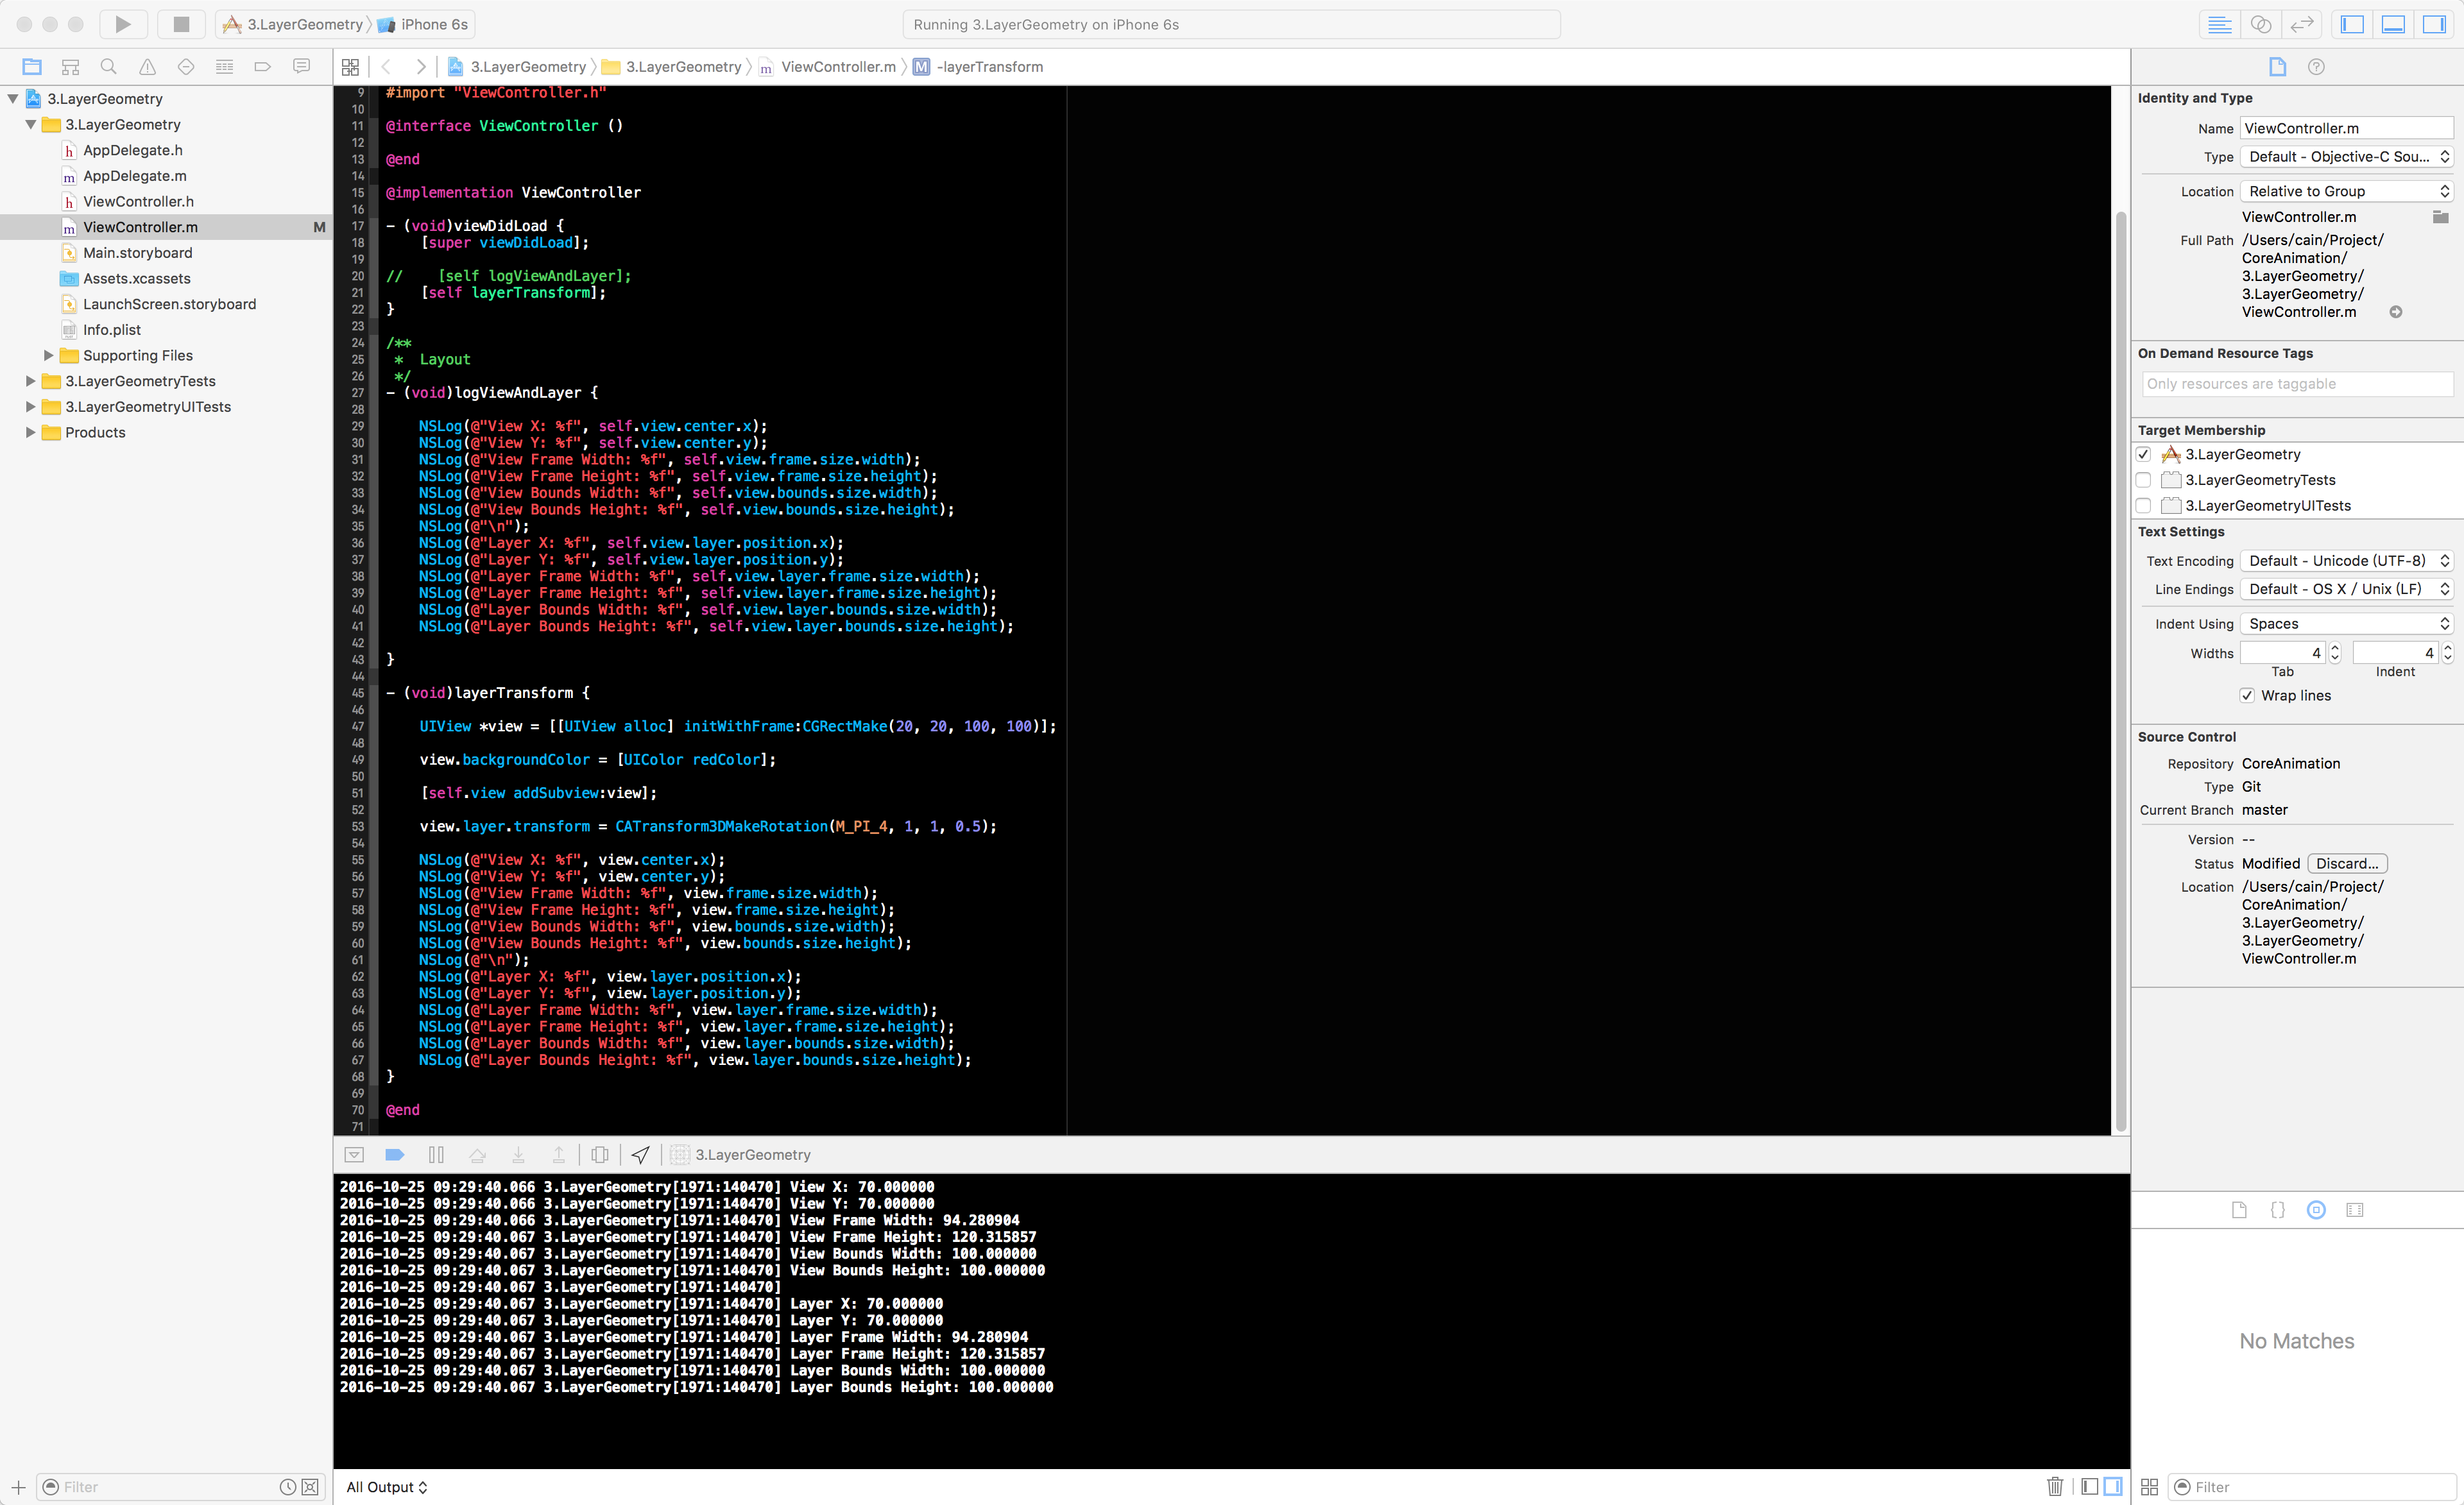 3.LayerGeometry
iPhone 6s
Running 3.LayerGeometry on iPhone 6s
3.LayerGeometry
3.LayerGeometry
ViewController.m
-layerTransform
3.LayerGeometry
3.LayerGeometry
AppDelegate.h
AppDelegate.m
ViewController.h
ViewController.m M
Main.storyboard
Assets.xcassets
LaunchScreen.storyboard
Info.plist
Supporting Files
3.LayerGeometryTests
3.LayerGeometryUITests
Products
Filter
9 #import "ViewController.h"
10
11 @interface ViewController ()
12
13 @end
14
15 @implementation ViewController
16
17 - (void)viewDidLoad {
18     [super viewDidLoad];
19
20 //    [self logViewAndLayer];
21     [self layerTransform];
22 }
23
24 /**
25  *  Layout
26  */
27 - (void)logViewAndLayer {
28
29     NSLog(@"View X: %f", self.view.center.x);
30     NSLog(@"View Y: %f", self.view.center.y);
31     NSLog(@"View Frame Width: %f", self.view.frame.size.width);
32     NSLog(@"View Frame Height: %f", self.view.frame.size.height);
33     NSLog(@"View Bounds Width: %f", self.view.bounds.size.width);
34     NSLog(@"View Bounds Height: %f", self.view.bounds.size.height);
35     NSLog(@"\n");
36     NSLog(@"Layer X: %f", self.view.layer.position.x);
37     NSLog(@"Layer Y: %f", self.view.layer.position.y);
38     NSLog(@"Layer Frame Width: %f", self.view.layer.frame.size.width);
39     NSLog(@"Layer Frame Height: %f", self.view.layer.frame.size.height);
40     NSLog(@"Layer Bounds Width: %f", self.view.layer.bounds.size.width);
41     NSLog(@"Layer Bounds Height: %f", self.view.layer.bounds.size.height);
42
43 }
44
45 - (void)layerTransform {
46
47     UIView *view = [[UIView alloc] initWithFrame:CGRectMake(20, 20, 100, 100)];
48
49     view.backgroundColor = [UIColor redColor];
50
51     [self.view addSubview:view];
52
53     view.layer.transform = CATransform3DMakeRotation(M_PI_4, 1, 1, 0.5);
54
55     NSLog(@"View X: %f", view.center.x);
56     NSLog(@"View Y: %f", view.center.y);
57     NSLog(@"View Frame Width: %f", view.frame.size.width);
58     NSLog(@"View Frame Height: %f", view.frame.size.height);
59     NSLog(@"View Bounds Width: %f", view.bounds.size.width);
60     NSLog(@"View Bounds Height: %f", view.bounds.size.height);
61     NSLog(@"\n");
62     NSLog(@"Layer X: %f", view.layer.position.x);
63     NSLog(@"Layer Y: %f", view.layer.position.y);
64     NSLog(@"Layer Frame Width: %f", view.layer.frame.size.width);
65     NSLog(@"Layer Frame Height: %f", view.layer.frame.size.height);
66     NSLog(@"Layer Bounds Width: %f", view.layer.bounds.size.width);
67     NSLog(@"Layer Bounds Height: %f", view.layer.bounds.size.height);
68 }
69
70 @end
71
3.LayerGeometry
2016-10-25 09:29:40.066 3.LayerGeometry[1971:140470] View X: 70.000000
2016-10-25 09:29:40.066 3.LayerGeometry[1971:140470] View Y: 70.000000
2016-10-25 09:29:40.066 3.LayerGeometry[1971:140470] View Frame Width: 94.280904
2016-10-25 09:29:40.067 3.LayerGeometry[1971:140470] View Frame Height: 120.315857
2016-10-25 09:29:40.067 3.LayerGeometry[1971:140470] View Bounds Width: 100.000000
2016-10-25 09:29:40.067 3.LayerGeometry[1971:140470] View Bounds Height: 100.000000
2016-10-25 09:29:40.067 3.LayerGeometry[1971:140470]
2016-10-25 09:29:40.067 3.LayerGeometry[1971:140470] Layer X: 70.000000
2016-10-25 09:29:40.067 3.LayerGeometry[1971:140470] Layer Y: 70.000000
2016-10-25 09:29:40.067 3.LayerGeometry[1971:140470] Layer Frame Width: 94.280904
2016-10-25 09:29:40.067 3.LayerGeometry[1971:140470] Layer Frame Height: 120.315857
2016-10-25 09:29:40.067 3.LayerGeometry[1971:140470] Layer Bounds Width: 100.000000
2016-10-25 09:29:40.067 3.LayerGeometry[1971:140470] Layer Bounds Height: 100.000000
All Output
Identity and Type
Name ViewController.m
Type Default - Objective-C Sou...
Location Relative to Group
ViewController.m
Full Path /Users/cain/Project/
CoreAnimation/
3.LayerGeometry/
3.LayerGeometry/
ViewController.m
On Demand Resource Tags
Only resources are taggable
Target Membership
3.LayerGeometry
3.LayerGeometryTests
3.LayerGeometryUITests
Text Settings
Text Encoding Default - Unicode (UTF-8)
Line Endings Default - OS X / Unix (LF)
Indent Using Spaces
Widths 4 4
Tab Indent
Wrap lines
Source Control
Repository CoreAnimation
Type Git
Current Branch master
Version --
Status Modified Discard...
Location /Users/cain/Project/
CoreAnimation/
3.LayerGeometry/
3.LayerGeometry/
ViewController.m
No Matches
Filter